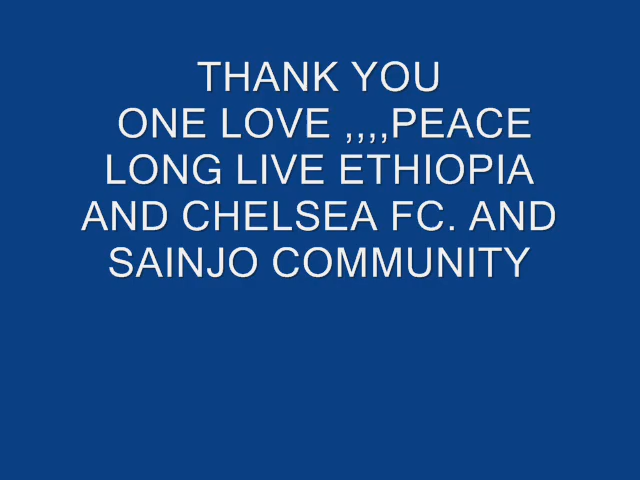 THANK YOU
ONE LOVE ,,,,PEACE
LONG LIVE ETHIOPIA
AND CHELSEA FC. AND
SAINJO COMMUNITY